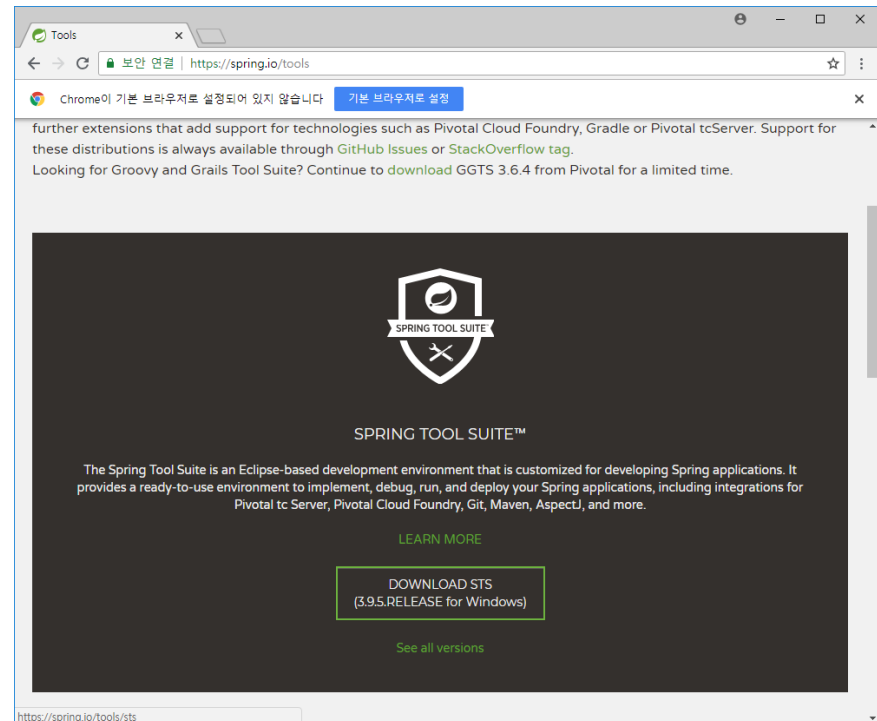 Tools
보안 연결 | https://spring.io/tools
Chrome이 기본 브라우저로 설정되어 있지 않습니다 기본 브라우저로 설정
further extensions that add support for technologies such as Pivotal Cloud Foundry, Gradle or Pivotal tcServer. Support for
these distributions is always available through GitHub Issues or StackOverflow tag.
Looking for Groovy and Grails Tool Suite? Continue to download GGTS 3.6.4 from Pivotal for a limited time.
SPRING TOOL SUITE
SPRING TOOL SUITE™
The Spring Tool Suite is an Eclipse-based development environment that is customized for developing Spring applications. It
provides a ready-to-use environment to implement, debug, run, and deploy your Spring applications, including integrations for
Pivotal tc Server, Pivotal Cloud Foundry, Git, Maven, AspectJ, and more.
LEARN MORE
DOWNLOAD STS
(3.9.5.RELEASE for Windows)
See all versions
https://spring.io/tools/sts